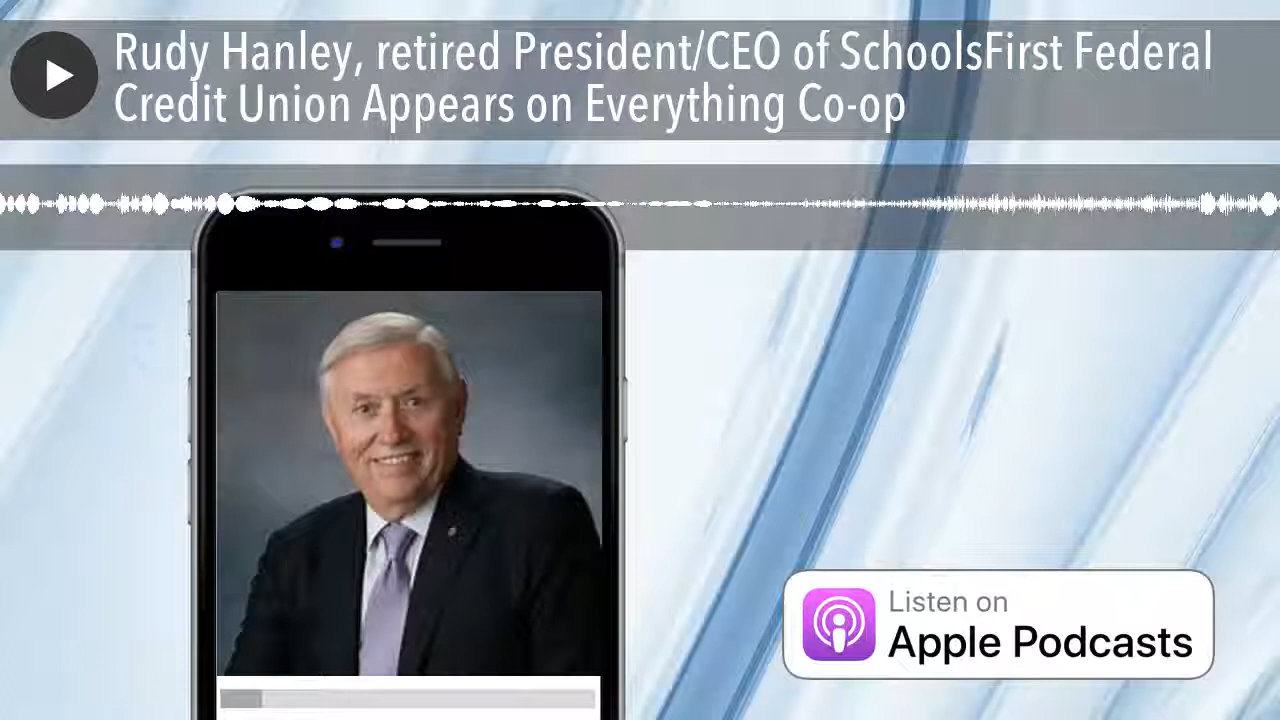 Rudy Hanley, retired President/CEO of SchoolsFirst Federal
Credit Union Appears on Everything Co-op
Listen on
Apple Podcasts